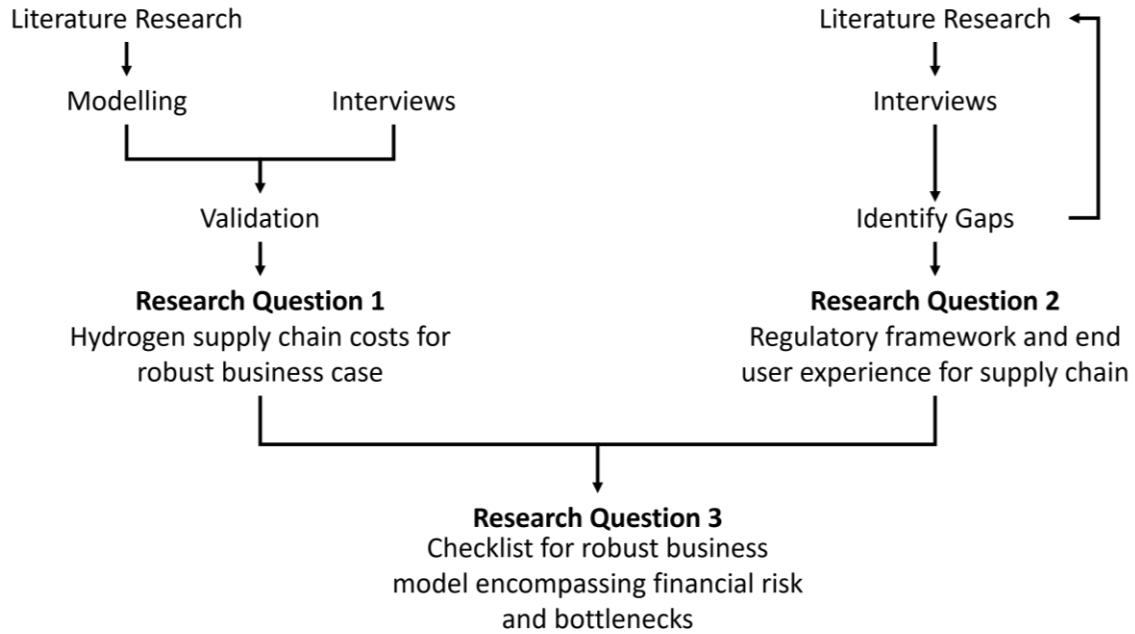 Literature Research
Modelling
Interviews
Validation
Research Question 1
Hydrogen supply chain costs for
robust business case
Literature Research
Interviews
Identify Gaps
Research Question 2
Regulatory framework and end
user experience for supply chain
Research Question 3
Checklist for robust business
model encompassing financial risk
and bottlenecks